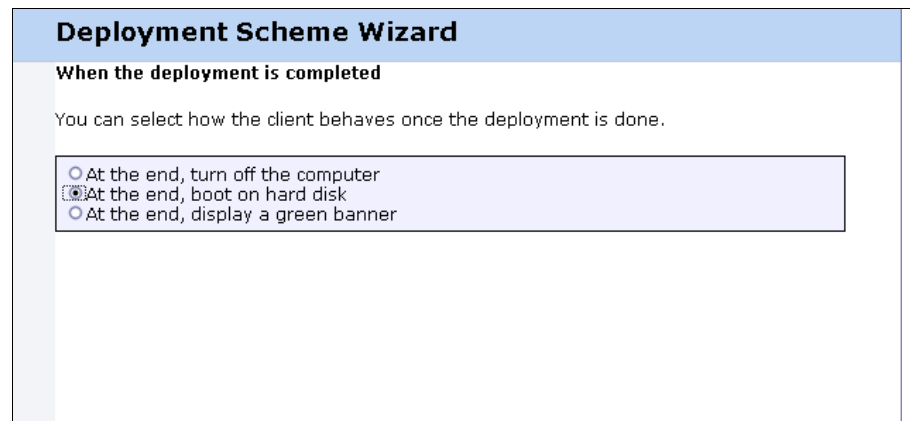 Deployment Scheme Wizard
When the deployment is completed
You can select how the client behaves once the deployment is done.
At the end, turn off the computer
At the end, boot on hard disk
At the end, display a green banner